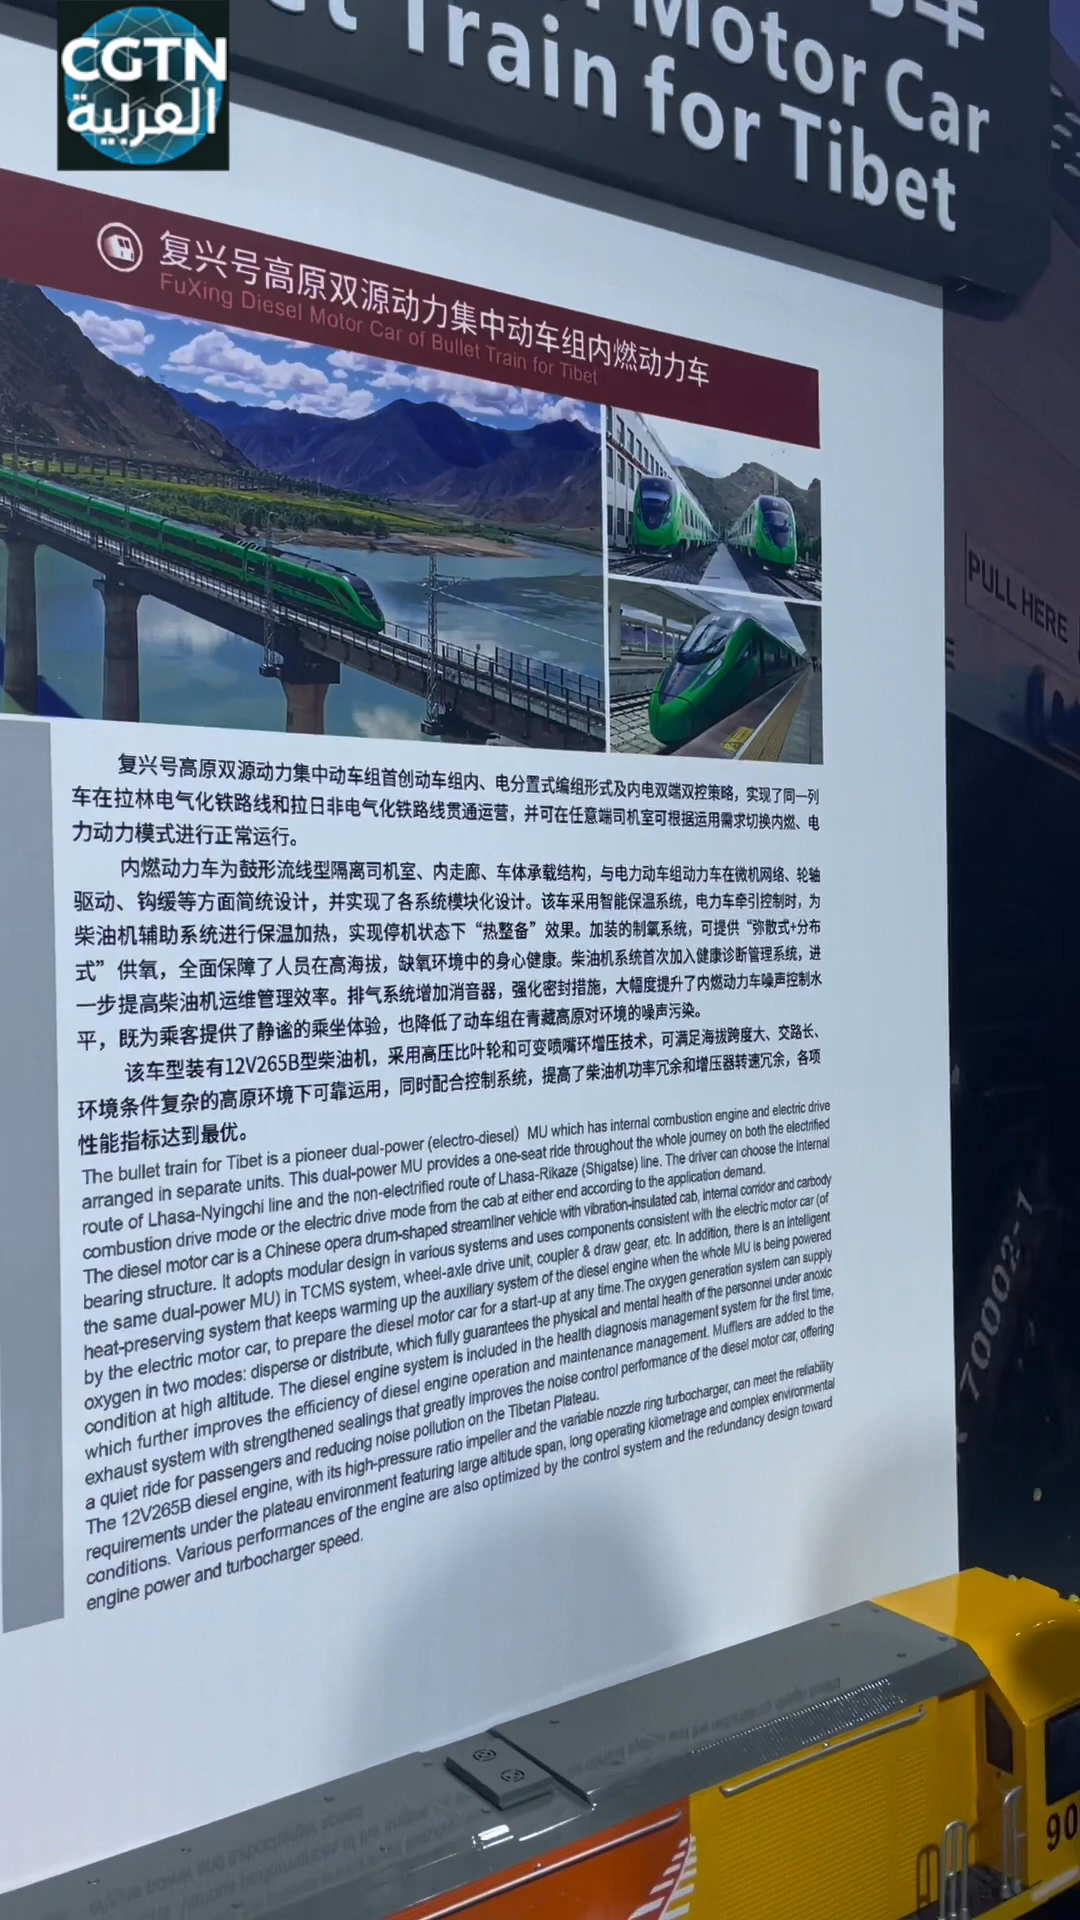 CGTN
العربية
Motor Car
Train for Tibet
复兴号高原双源动力集中动车组内燃动力车
FuXing Diesel Motor Car of Bullet Train for Tibet
PULL HERE
复兴号高原双源动力集中动车组首创动车组内、电分置式编组形式及内电双端双控策略，实现了同一列
车在拉林电气化铁路线和拉日非电气化铁路线贯通运营，并可在任意端司机室可根据运用需求切换内燃、电
力动力模式进行正常运行。
内燃动力车为鼓形流线型隔离司机室、内走廊、车体承载结构，与电力动车组动力车在微机网络、轮轴
驱动、钩缓等方面简统设计，并实现了各系统模块化设计。该车采用智能保温系统，电力车牵引控制时，为
柴油机辅助系统进行保温加热，实现停机状态下“热整备”效果。加装的制氧系统，可提供“弥散式+分布
式”供氧，全面保障了人员在高海拔，缺氧环境中的身心健康。柴油机系统首次加入健康诊断管理系统，进
一步提高柴油机运维管理效率。排气系统增加消音器，强化密封措施，大幅度提升了内燃动力车噪声控制水
平，既为乘客提供了静谧的乘坐体验，也降低了动车组在青藏高原对环境的噪声污染。
该车型装有12V265B型柴油机，采用高压比叶轮和可变喷嘴环增压技术，可满足海拔跨度大、交路长、
环境条件复杂的高原环境下可靠运用，同时配合控制系统，提高了柴油机功率冗余和增压器转速冗余，各项
性能指标达到最优。
The bullet train for Tibet is a pioneer dual-power (electro-diesel) MU which has internal combustion engine and electric drive
arranged in separate units. This dual-power MU provides a one-seat ride throughout the whole journey on both the electrified
route of Lhasa-Nyingchi line and the non-electrified route of Lhasa-Rikaze (Shigatse) line. The driver can choose the internal
combustion drive mode or the electric drive mode from the cab at either end according to the application demand.
The diesel motor car is a Chinese opera drum-shaped streamliner vehicle with vibration-insulated cab, internal corridor and carbody
bearing structure. It adopts modular design in various systems and uses components consistent with the electric motor car (of
the same dual-power MU) in TCMS system, wheel-axle drive unit, coupler & draw gear, etc. In addition, there is an intelligent
heat-preserving system that keeps warming up the auxiliary system of the diesel engine when the whole MU is being powered
by the electric motor car, to prepare the diesel motor car for a start-up at any time.The oxygen generation system can supply
oxygen in two modes: disperse or distribute, which fully guarantees the physical and mental health of the personnel under anoxic
condition at high altitude. The diesel engine system is included in the health diagnosis management system for the first time,
which further improves the efficiency of diesel engine operation and maintenance management. Mufflers are added to the
exhaust system with strengthened sealings that greatly improves the noise control performance of the diesel motor car, offering
a quiet ride for passengers and reducing noise pollution on the Tibetan Plateau.
The 12V265B diesel engine, with its high-pressure ratio impeller and the variable nozzle ring turbocharger, can meet the reliability
requirements under the plateau environment featuring large altitude span, long operating kilometrage and complex environmental
conditions. Various performances of the engine are also optimized by the control system and the redundancy design toward
engine power and turbocharger speed.
70002-1
90